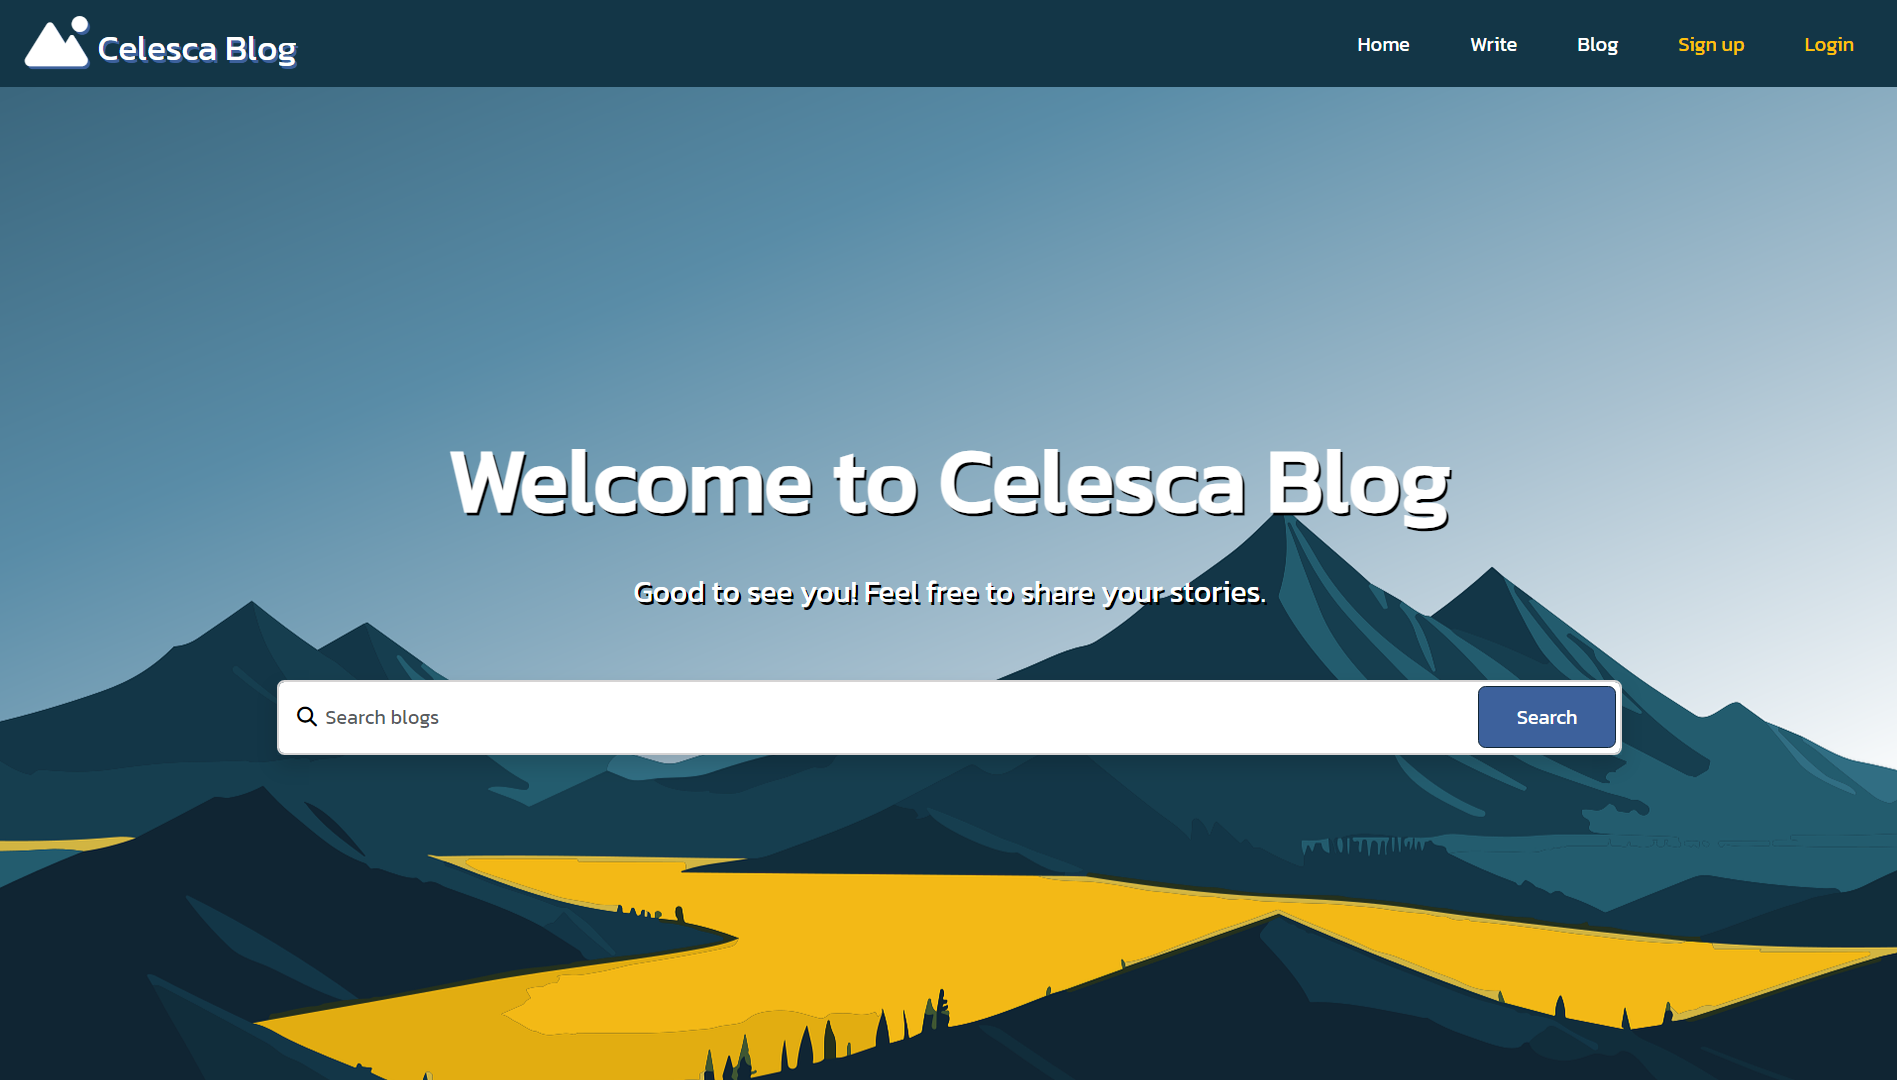 Celesca Blog
Home
Write
Blog
Sign up
Login
Welcome to Celesca Blog
Good to see you! Feel free to share your stories.
Search blogs
Search